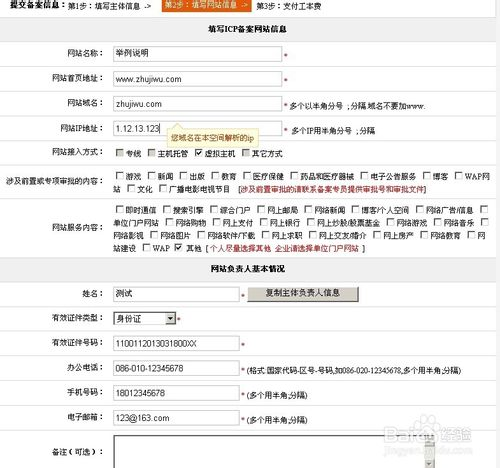 提交备案信息: 第1步：填写主体信息 -> 第2步：填写网站信息 -> 第3步：支付工本费
填写ICP备案网站信息
网站名称： 举例说明 *
网站首页地址： www.zhujiwu.com *
网站域名： zhujiwu.com * 多个以半角分号 ;分隔 域名不要加www.
网站IP地址： 1.12.13.123 * 多个IP用半角分号 ;分隔
您域名在本空间解析的ip
网站接入方式： 专线 主机托管 虚拟主机 其它方式
涉及前置或专项审批的内容： 游戏 新闻 出版 教育 医疗保健 药品和医疗器械 电子公告服务 博客 WAP网
站 文化 广播电影电视节目 [涉及前置审批的请联系备案专员提供审批号和审批文件]
网站服务内容： 即时通信 搜索引擎 综合门户 网上邮局 网络新闻 博客/个人空间 网络广告/信息
单位门户网站 网络购物 网上支付 网上银行 网上炒股/股票基金 网络游戏 网络音乐
网络影视 网络图片 网络软件/下载 网上求职 网上交友/婚介 网上房产 网络教育 网
站建设 WAP 其他 [个人尽量选择其他 企业请选择单位门户网站]
网站负责人基本情况
姓名： 测试 * 复制主体负责人信息
有效证件类型： 身份证 *
有效证件号码： 1100112013031800XX *
办公电话： 086-010-12345678 * (格式:国家代码-区号-号码,如086-020-12345678,多个用半角;分隔)
手机号码： 18012345678 * (多个用半角;分隔)
电子邮箱： 123@163.com * (多个用半角;分隔)
备注（可选）：
Baidu经验
jingyan.baidu.com